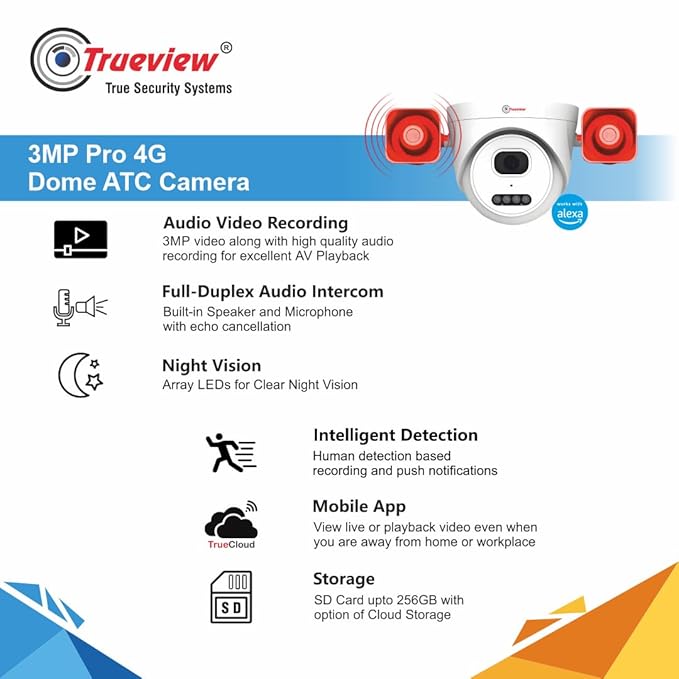 Trueview®
True Security Systems
Trueview
3MP Pro 4G
Dome ATC Camera
works with
alexa
Audio Video Recording
3MP video along with high quality audio
recording for excellent AV Playback
Full-Duplex Audio Intercom
Built-in Speaker and Microphone
with echo cancellation
Night Vision
Array LEDs for Clear Night Vision
Intelligent Detection
Human detection based
recording and push notifications
Mobile App
View live or playback video even when
you are away from home or workplace
TrueCloud
Storage
SD Card upto 256GB with
option of Cloud Storage
SD